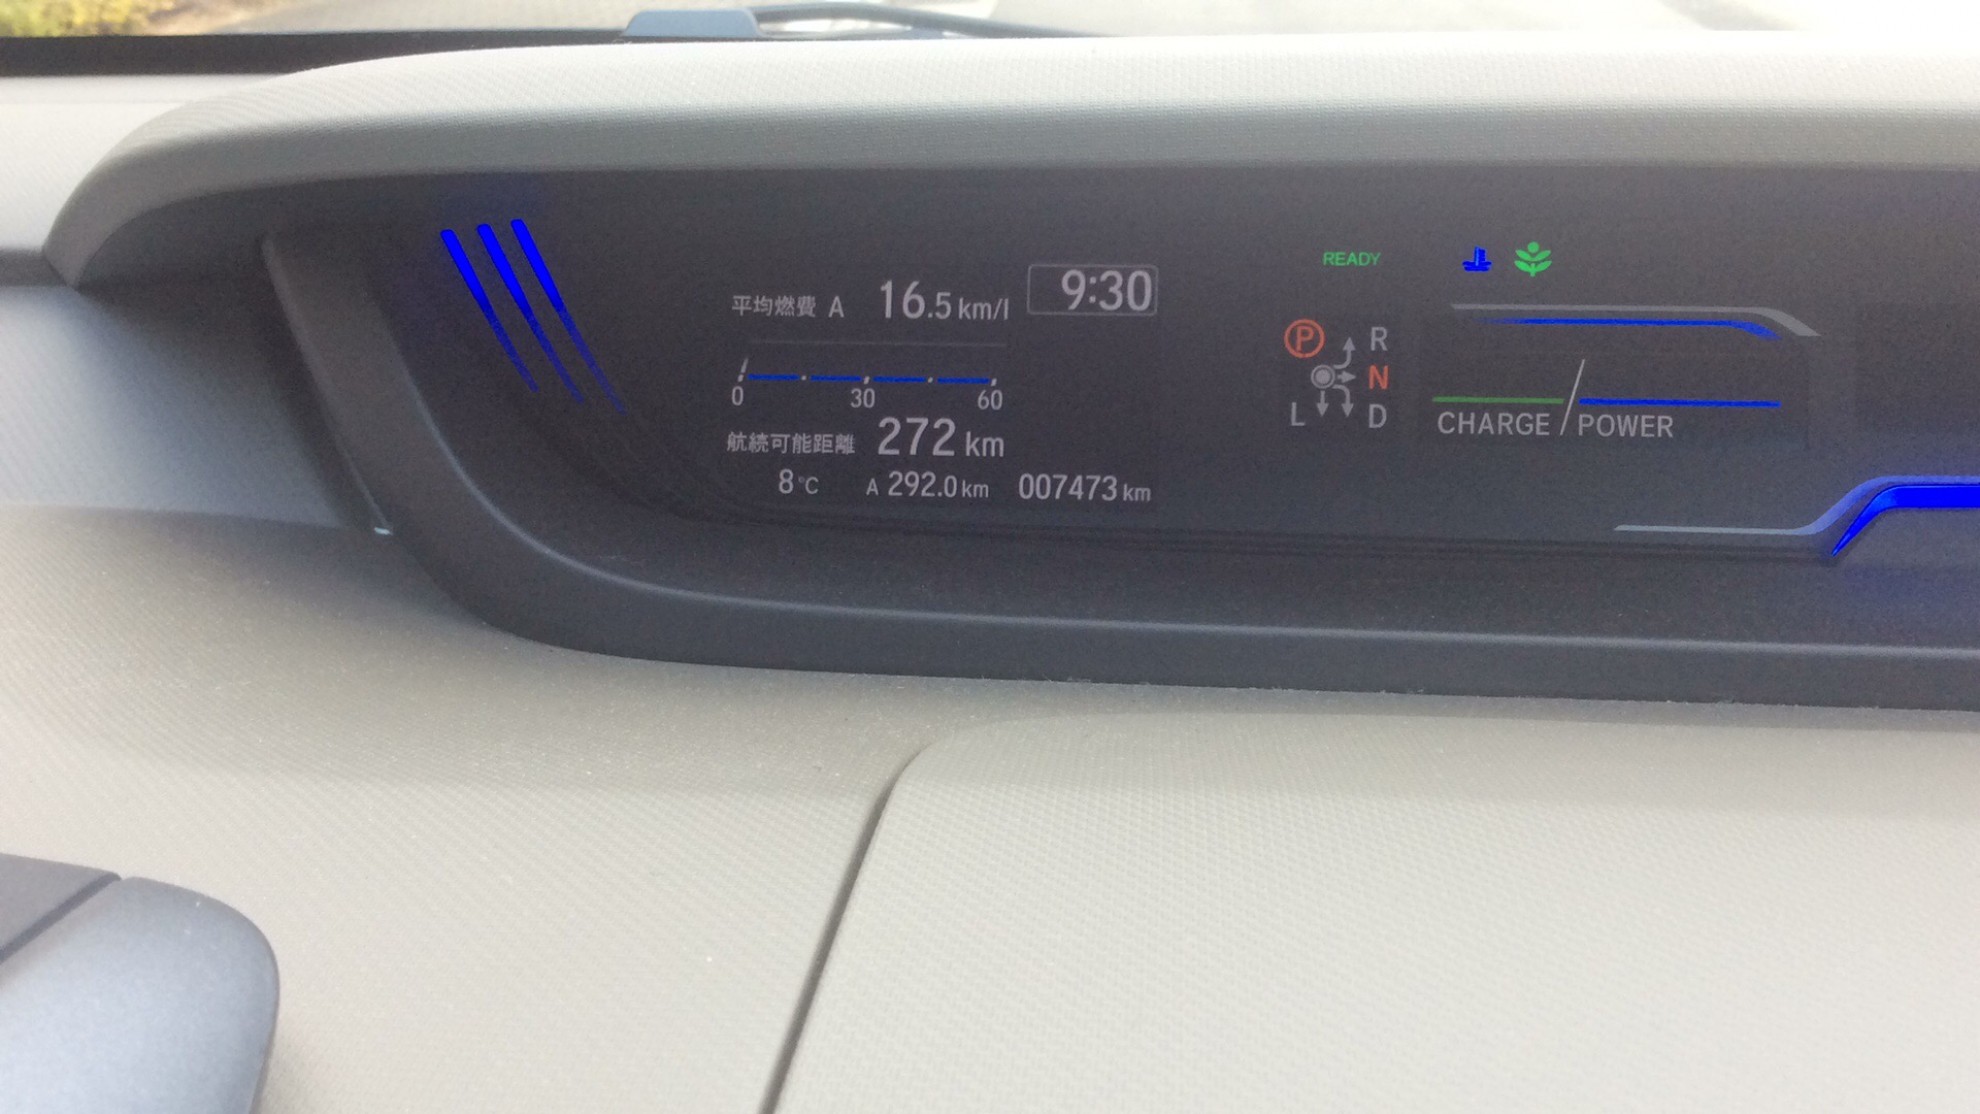 平均燃費 A 16.5 km/l 9:30
0 30 60
航続可能距離 272 km
8°C A 292.0 km 007473 km
READY
P R
N
L D
CHARGE / POWER